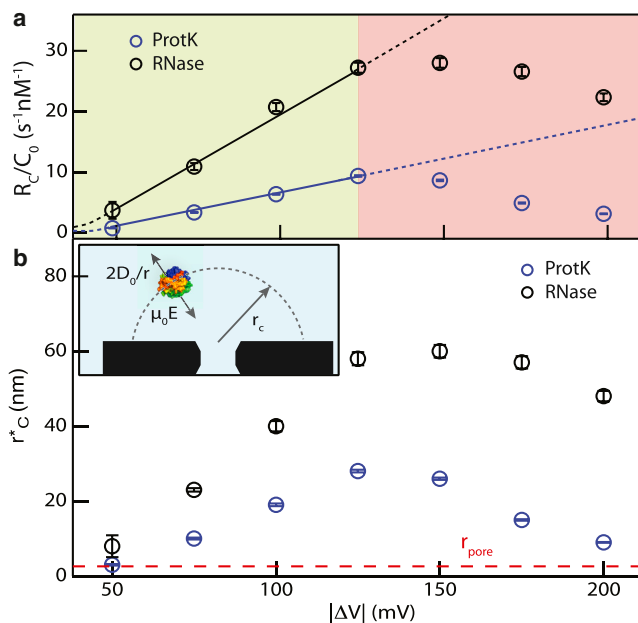 a
ProtK
RNase
R_C/C_0 (s⁻¹nM⁻¹)
30
20
10
0
b
ProtK
RNase
2D_0/r
μ_0E
r_c
r*_C (nm)
80
60
40
20
0
r_pore
50
100
150
200
|ΔV| (mV)